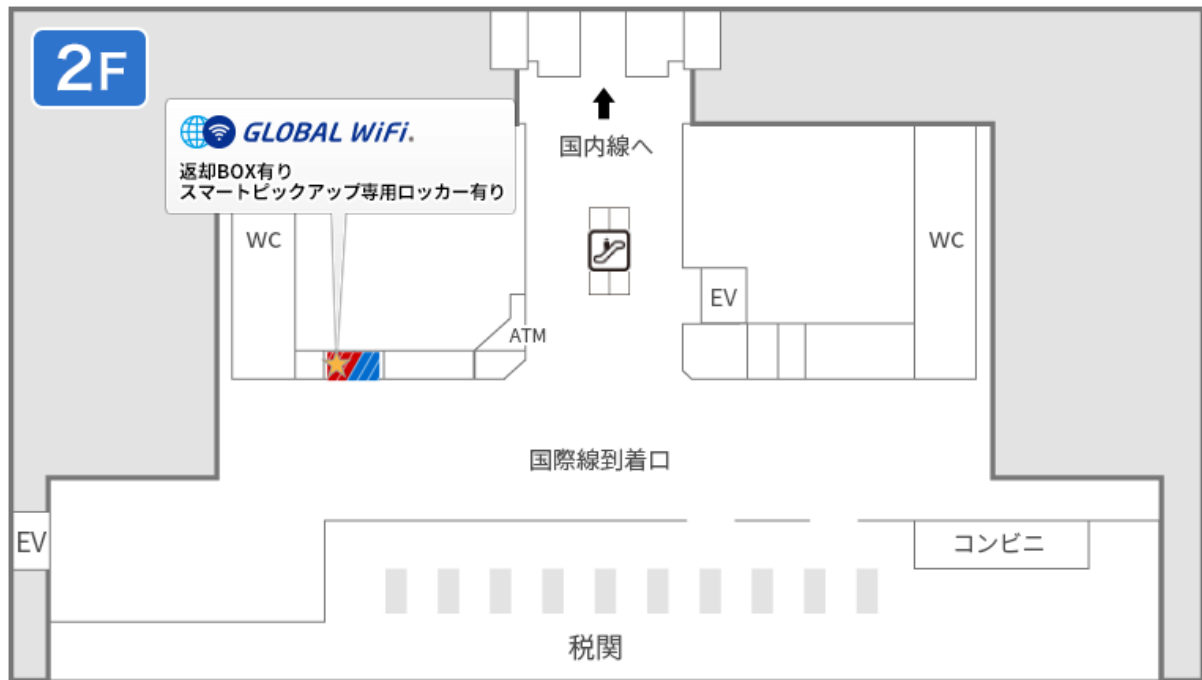 2F
GLOBAL WiFi.
返却BOX有り
スマートピックアップ専用ロッカー有り
国内線へ
WC
WC
EV
ATM
国際線到着口
EV
コンビニ
税関